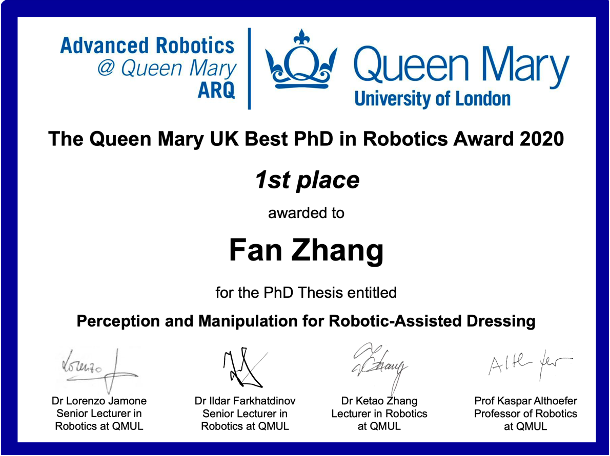 Advanced Robotics
@ Queen Mary
ARQ
Queen Mary
University of London
The Queen Mary UK Best PhD in Robotics Award 2020
1st place
awarded to
Fan Zhang
for the PhD Thesis entitled
Perception and Manipulation for Robotic-Assisted Dressing
Lorenzo
Zhang
Dr Lorenzo Jamone
Senior Lecturer in
Robotics at QMUL
Dr Ildar Farkhatdinov
Senior Lecturer in
Robotics at QMUL
Dr Ketao Zhang
Lecturer in Robotics
at QMUL
Prof Kaspar Althoefer
Professor of Robotics
at QMUL